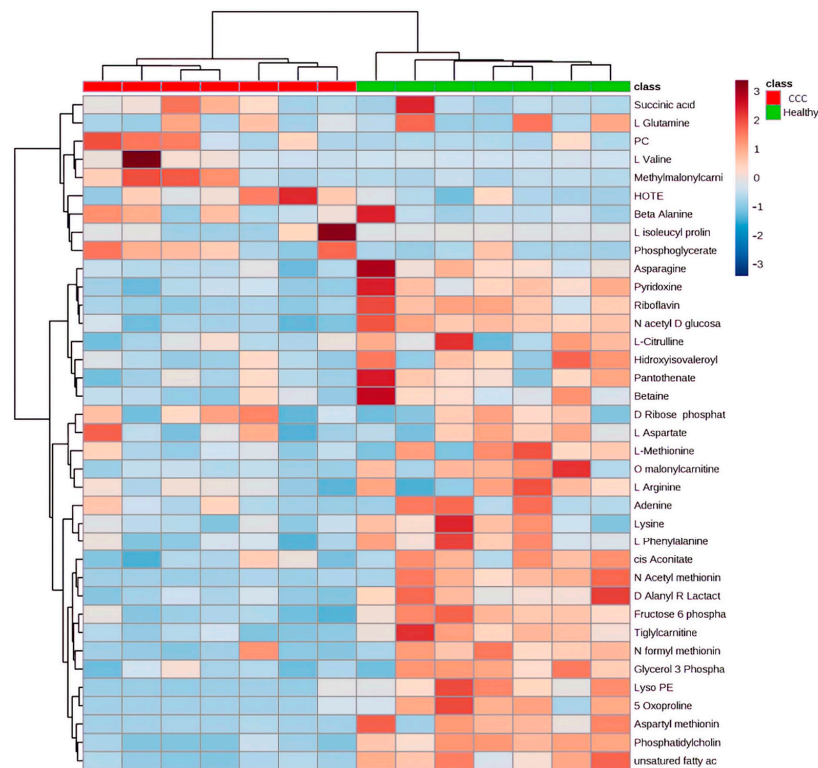 class
Succinic acid
L Glutamine
PC
L Valine
Methylmalonylcarni
HOTE
Beta Alanine
L isoleucyl prolin
Phosphoglycerate
Asparagine
Pyridoxine
Riboflavin
N acetyl D glucosa
L-Citrulline
Hidroxyisovaleroyl
Pantothenate
Betaine
D Ribose phosphat
L Aspartate
L-Methionine
O malonylcarnitine
L Arginine
Adenine
Lysine
L Phenylalanine
cis Aconitate
N Acetyl methionin
D Alanyl R Lactact
Fructose 6 phospha
Tiglylcarnitine
N formyl methionin
Glycerol 3 Phospha
Lyso PE
5 Oxoproline
Aspartyl methionin
Phosphatidylcholin
unsatured fatty ac
3
2
1
0
-1
-2
-3
class
CCC
Healthy